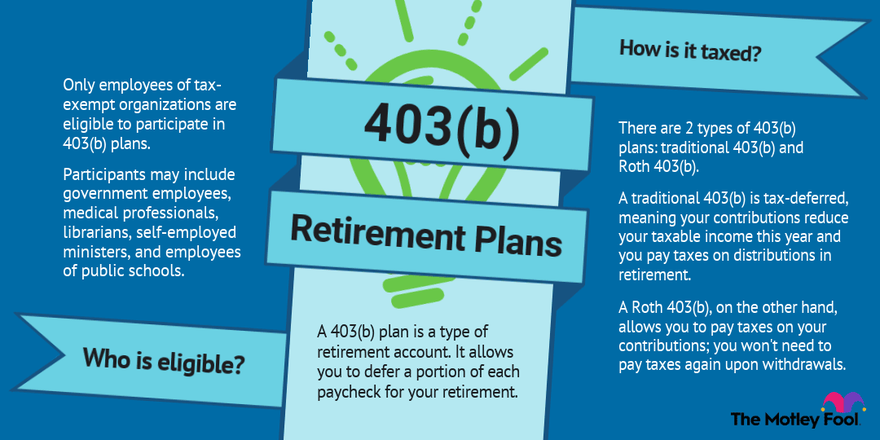 403(b)
Retirement Plans
A 403(b) plan is a type of
retirement account. It allows
you to defer a portion of each
paycheck for your retirement.
Who is eligible?
Only employees of tax-
exempt organizations are
eligible to participate in
403(b) plans.
Participants may include
government employees,
medical professionals,
librarians, self-employed
ministers, and employees
of public schools.
How is it taxed?
There are 2 types of 403(b)
plans: traditional 403(b) and
Roth 403(b).
A traditional 403(b) is tax-deferred,
meaning your contributions reduce
your taxable income this year and
you pay taxes on distributions in
retirement.
A Roth 403(b), on the other hand,
allows you to pay taxes on your
contributions; you won't need to
pay taxes again upon withdrawals.
The Motley Fool